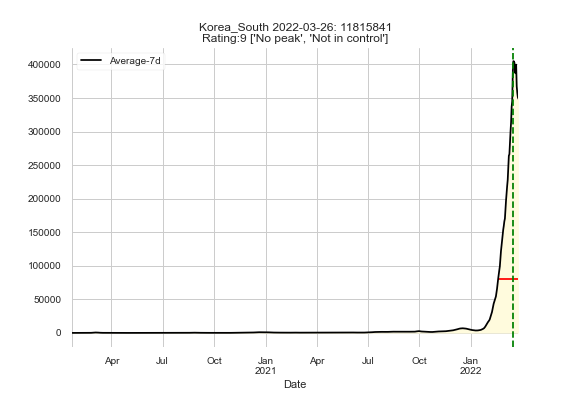 Korea_South 2022-03-26: 11815841
Rating:9 ['No peak', 'Not in control']
Average-7d
400000
350000
300000
250000
200000
150000
100000
50000
0
Apr Jul Oct Jan Apr Jul Oct Jan
2021 2022
Date